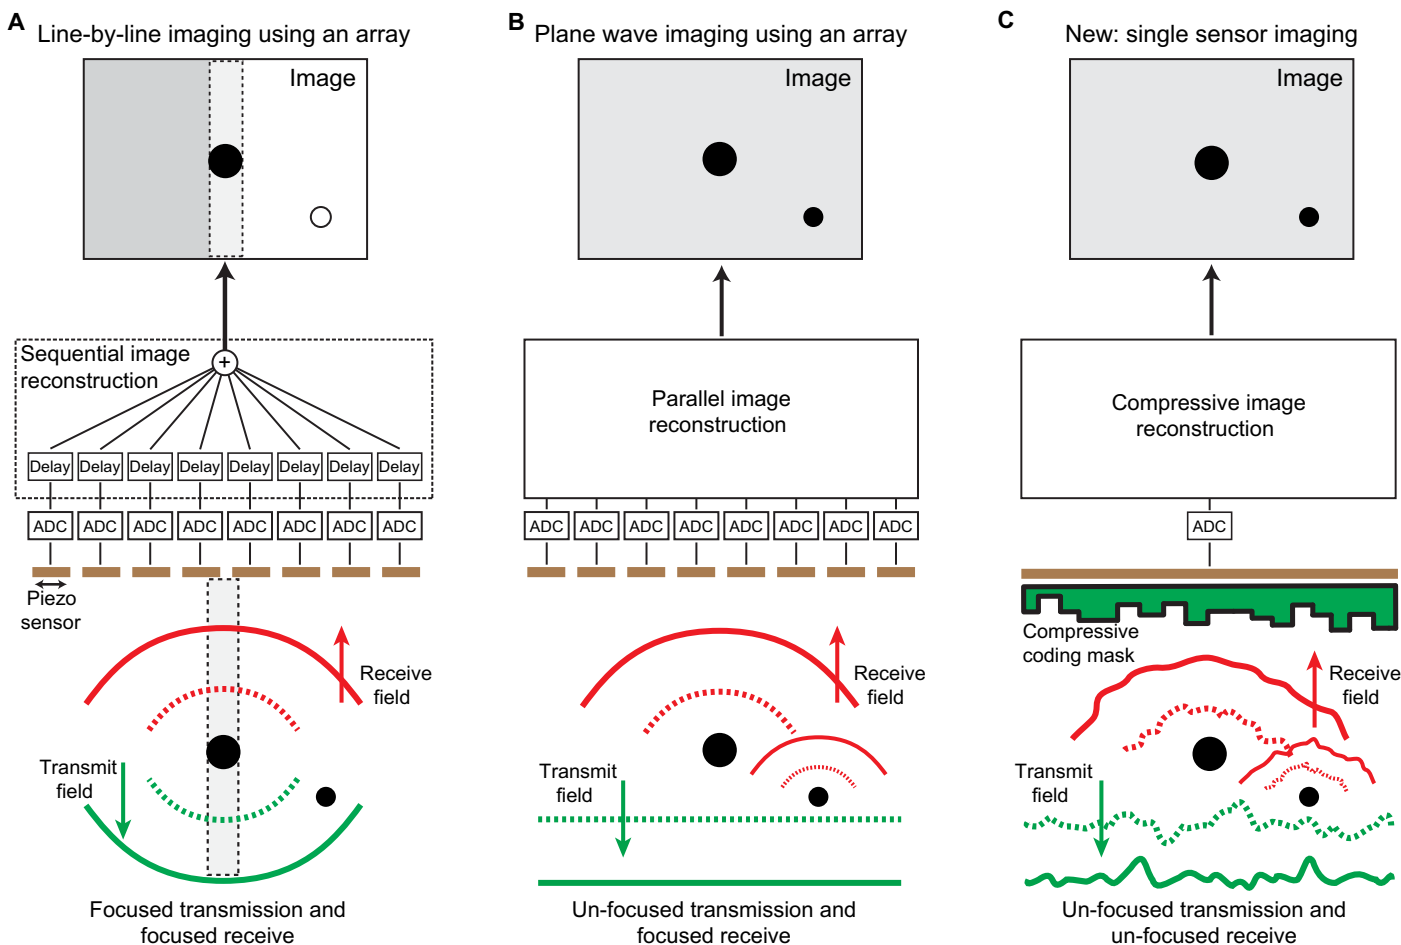 A
Line-by-line imaging using an array
Image
Sequential image
reconstruction
+
Delay Delay Delay Delay Delay Delay Delay Delay
ADC ADC ADC ADC ADC ADC ADC ADC
Piezo
sensor
Receive
field
Transmit
field
Focused transmission and
focused receive
B
Plane wave imaging using an array
Image
Parallel image
reconstruction
ADC ADC ADC ADC ADC ADC ADC ADC
Receive
field
Transmit
field
Un-focused transmission and
focused receive
C
New: single sensor imaging
Image
Compressive image
reconstruction
ADC
Compressive
coding mask
Receive
field
Transmit
field
Un-focused transmission and
un-focused receive